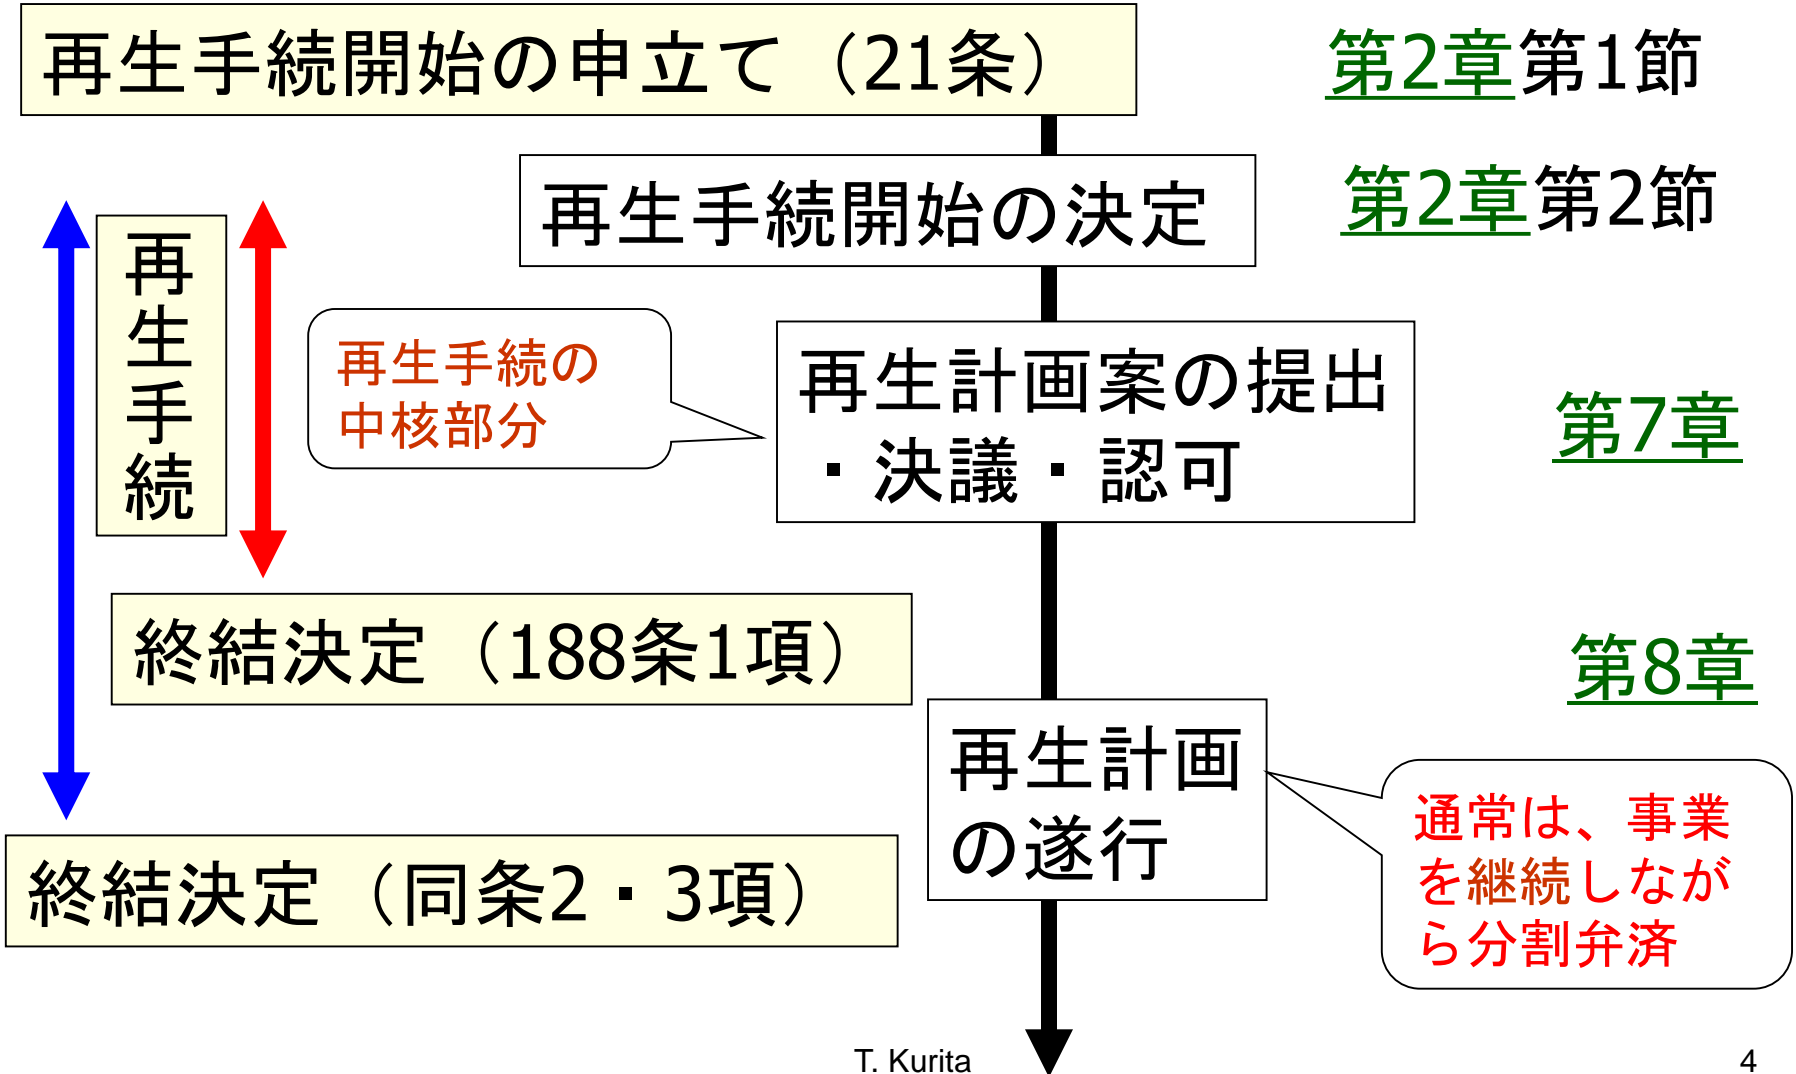 再生手続開始の申立て（21条）
第2章第1節
再生手続開始の決定
第2章第2節
再生手続
再生手続の
中核部分
再生計画案の提出
・決議・認可
第7章
終結決定（188条1項）
第8章
再生計画
の遂行
通常は、事業
を継続しなが
ら分割弁済
終結決定（同条2・3項）
T. Kurita
4